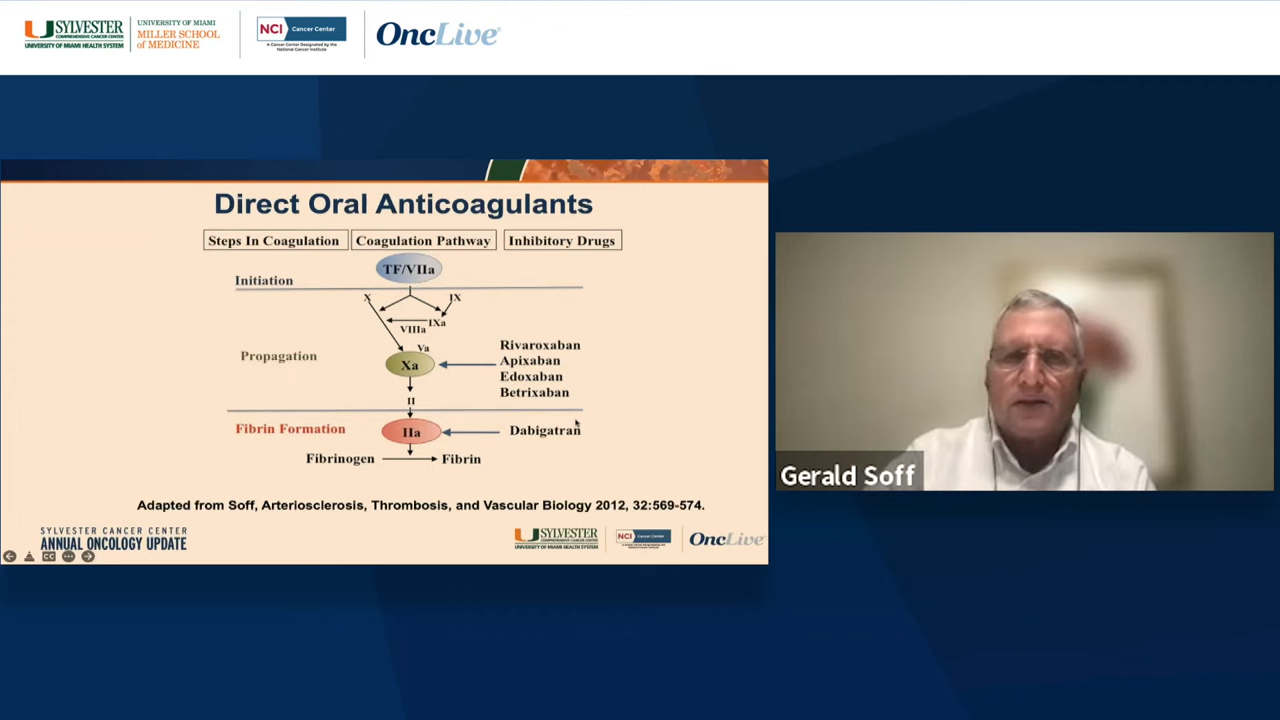 SYLVESTER
COMPREHENSIVE CANCER CENTER
UNIVERSITY OF MIAMI HEALTH SYSTEM
UNIVERSITY OF MIAMI
MILLER SCHOOL
of MEDICINE
NCI Cancer Center
A Cancer Center Designated by the
National Cancer Institute
OncLive®
Direct Oral Anticoagulants
Steps In Coagulation
Coagulation Pathway
Inhibitory Drugs
TF/VIIa
Initiation
X
IX
IXa
VIIIa
Va
Propagation
Xa
Rivaroxaban
Apixaban
Edoxaban
Betrixaban
II
Fibrin Formation
IIa
Dabigatran
Fibrinogen
Fibrin
Adapted from Soff, Arteriosclerosis, Thrombosis, and Vascular Biology 2012, 32:569-574.
SYLVESTER CANCER CENTER
ANNUAL ONCOLOGY UPDATE
SYLVESTER
COMPREHENSIVE CANCER CENTER
UNIVERSITY OF MIAMI HEALTH SYSTEM
NCI Cancer Center
OncLive
CC
Gerald Soff